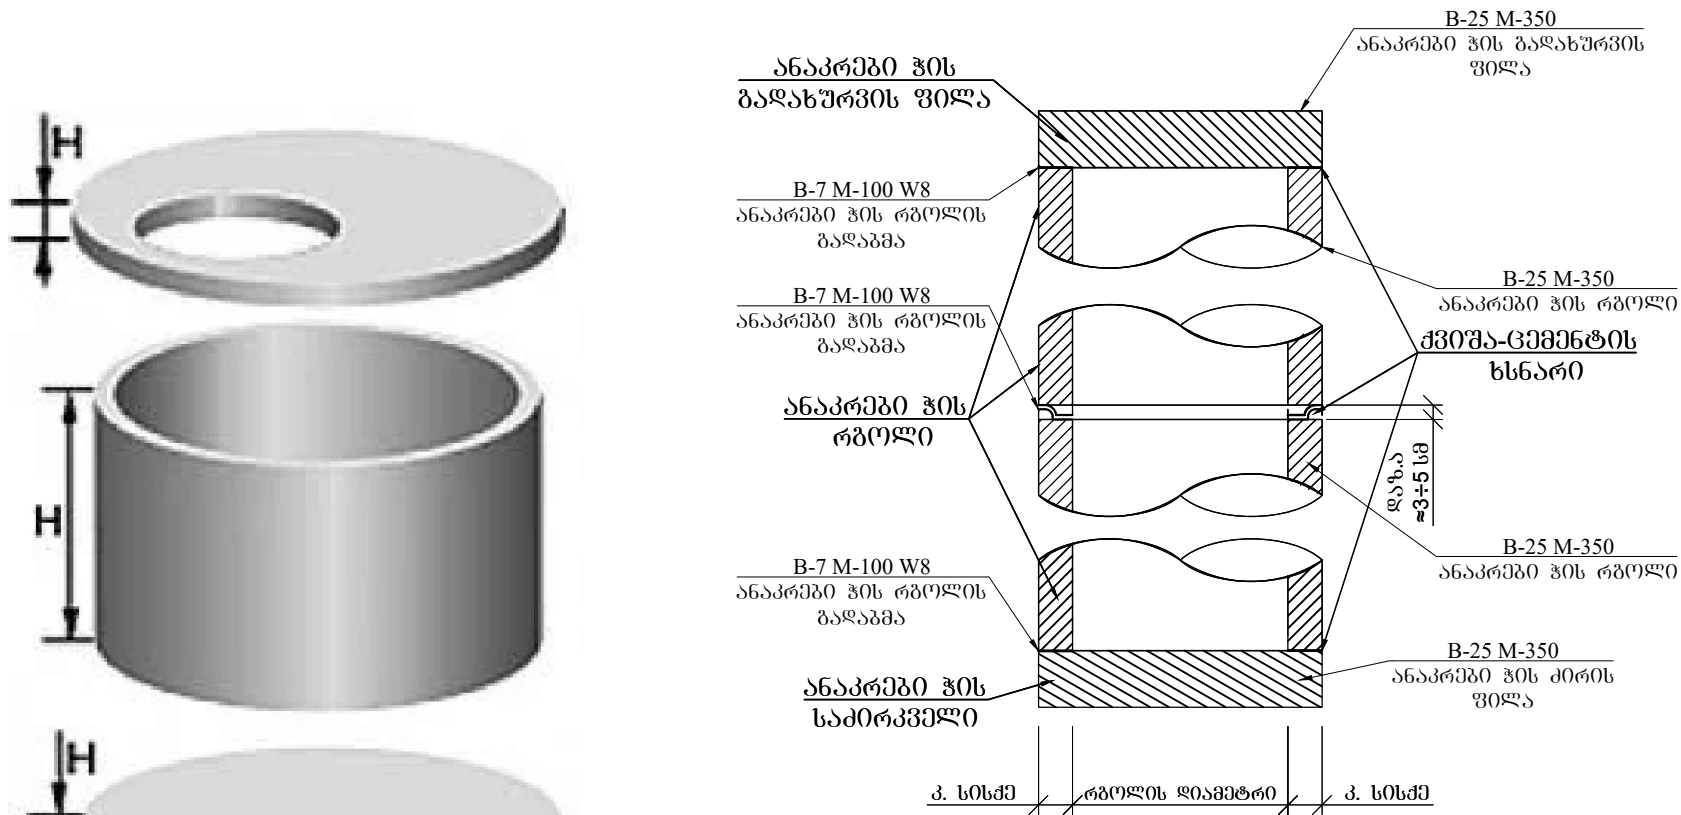 H
H
H
B-25 M-350
ანაკრები ჭის გადახურვის
ფილა
ანაკრები ჭის
გადახურვის ფილა
B-7 M-100 W8
ანაკრები ჭის რგოლის
გადაბმა
B-25 M-350
ანაკრები ჭის რგოლი
B-7 M-100 W8
ანაკრები ჭის რგოლის
გადაბმა
ქვიშა-ცემენტის
ხსნარი
ანაკრები ჭის
რგოლი
დაზ.ა
≈3÷5 სმ
B-25 M-350
ანაკრები ჭის რგოლი
B-7 M-100 W8
ანაკრები ჭის რგოლის
გადაბმა
B-25 M-350
ანაკრები ჭის ძირის
ფილა
ანაკრები ჭის
საძირკველი
კ. სისქე რგოლის დიამეტრი კ. სისქე